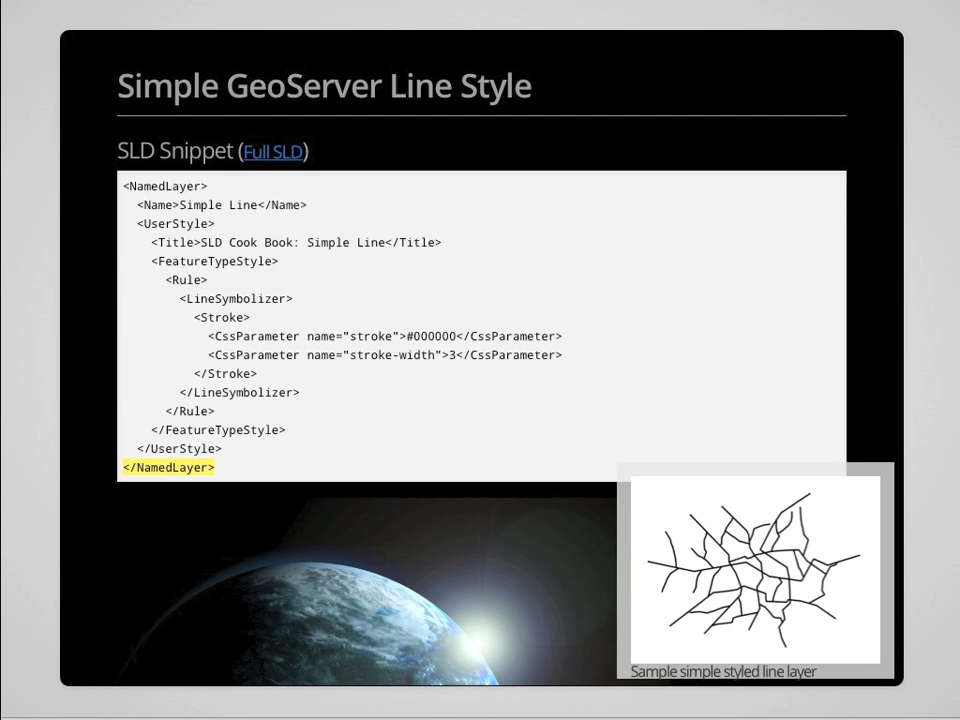 Simple GeoServer Line Style
SLD Snippet (Full SLD)
<NamedLayer>
  <Name>Simple Line</Name>
  <UserStyle>
    <Title>SLD Cook Book: Simple Line</Title>
    <FeatureTypeStyle>
      <Rule>
        <LineSymbolizer>
          <Stroke>
            <CssParameter name="stroke">#000000</CssParameter>
            <CssParameter name="stroke-width">3</CssParameter>
          </Stroke>
        </LineSymbolizer>
      </Rule>
    </FeatureTypeStyle>
  </UserStyle>
</NamedLayer>
Sample simple styled line layer